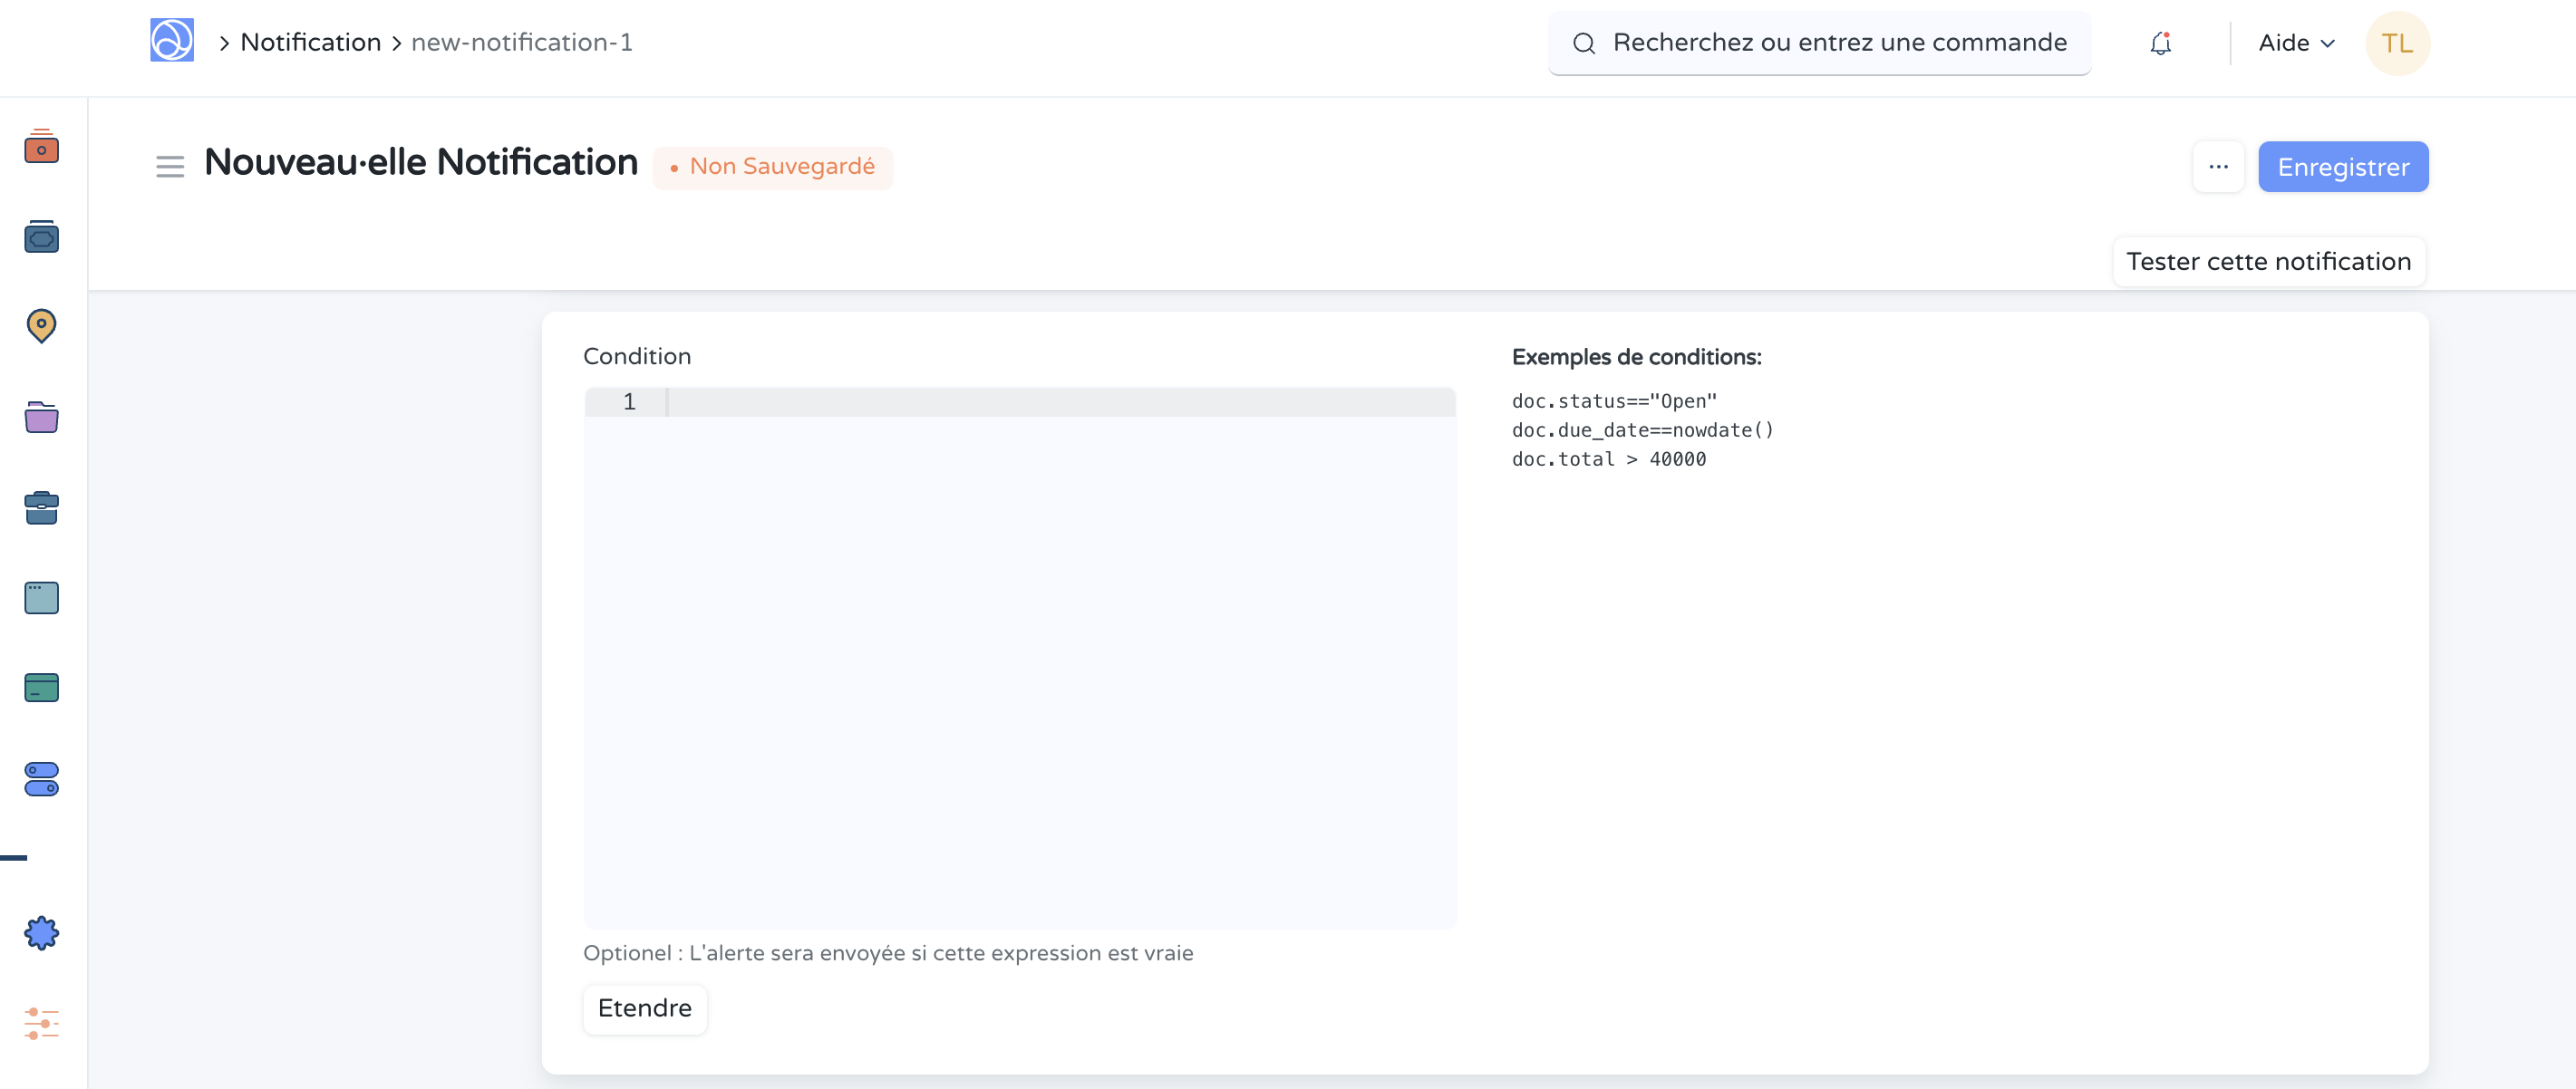 Notification
new-notification-1
Recherchez ou entrez une commande
Aide
TL
Nouveau·elle Notification
Non Sauvegardé
...
Enregistrer
Tester cette notification
Condition
1
Optionel : L'alerte sera envoyée si cette expression est vraie
Etendre
Exemples de conditions:
doc.status=="Open"
doc.due_date==nowdate()
doc.total > 40000